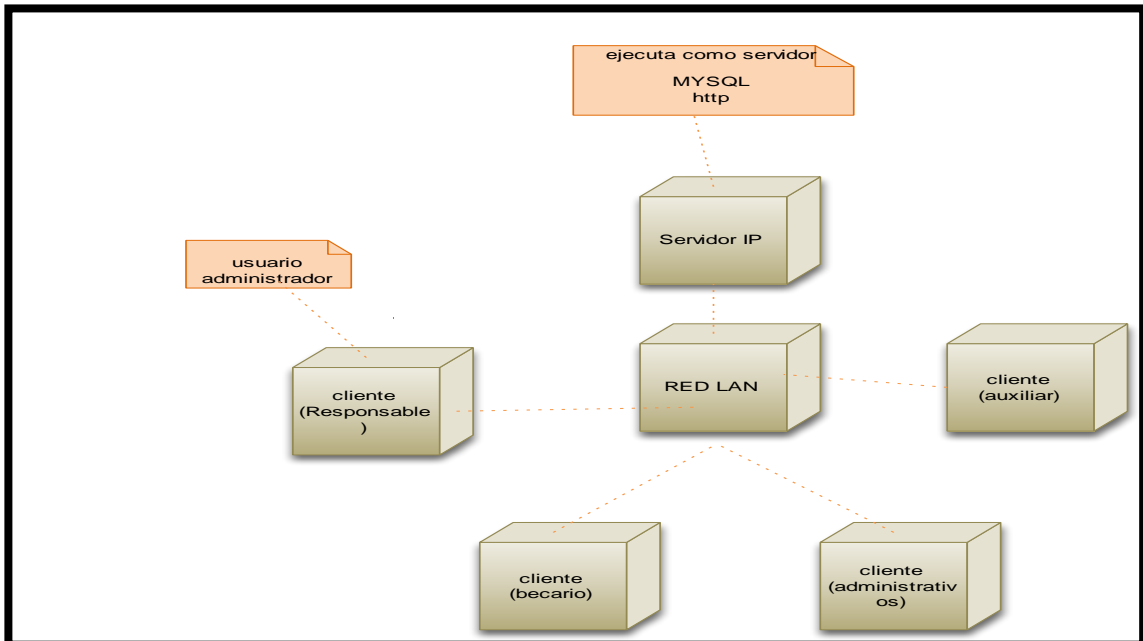 ejecuta como servidor
MYSQL
http
Servidor IP
usuario
administrador
RED LAN
cliente
(Responsable
)
cliente
(auxiliar)
cliente
(becario)
cliente
(administrativ
os)